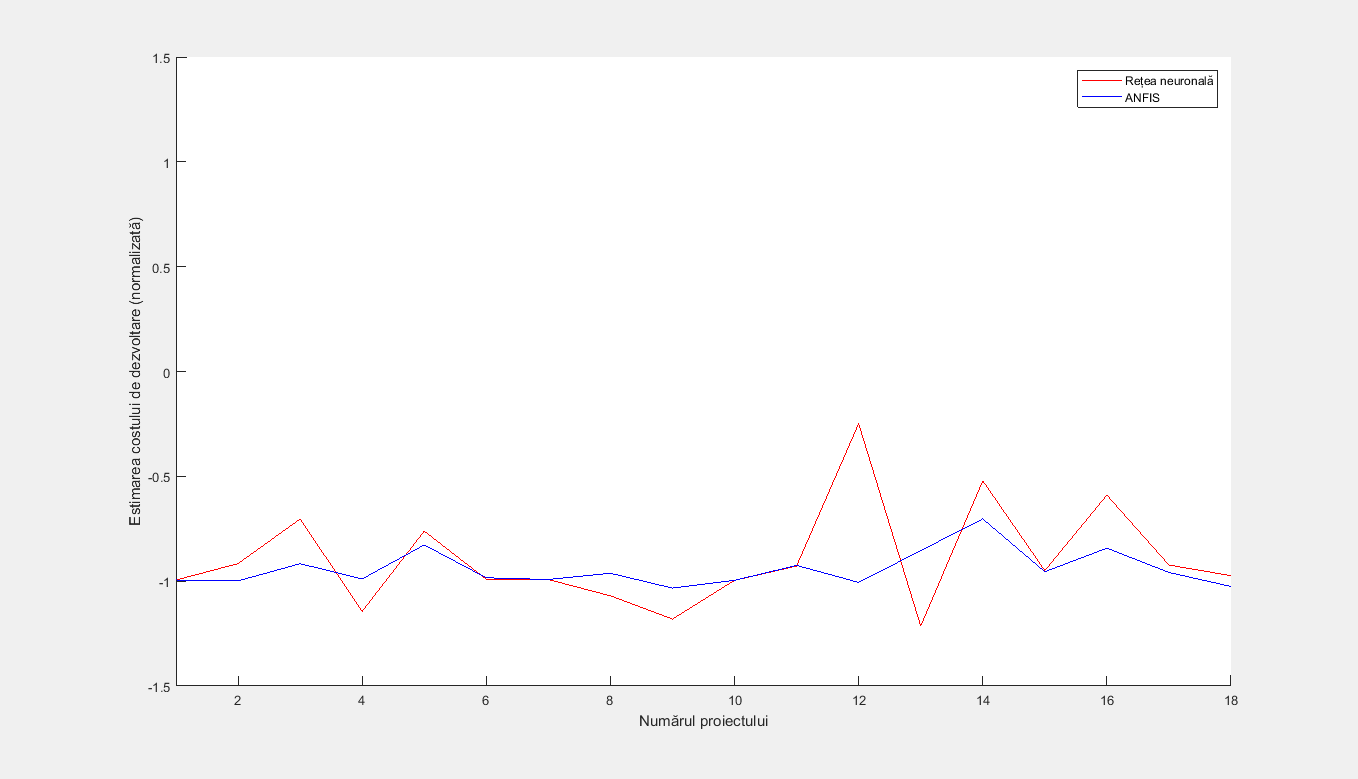 1.5
1
0.5
0
-0.5
-1
-1.5
Estimarea costului de dezvoltare (normalizată)
Rețea neuronală
ANFIS
2 4 6 8 10 12 14 16 18
Numărul proiectului